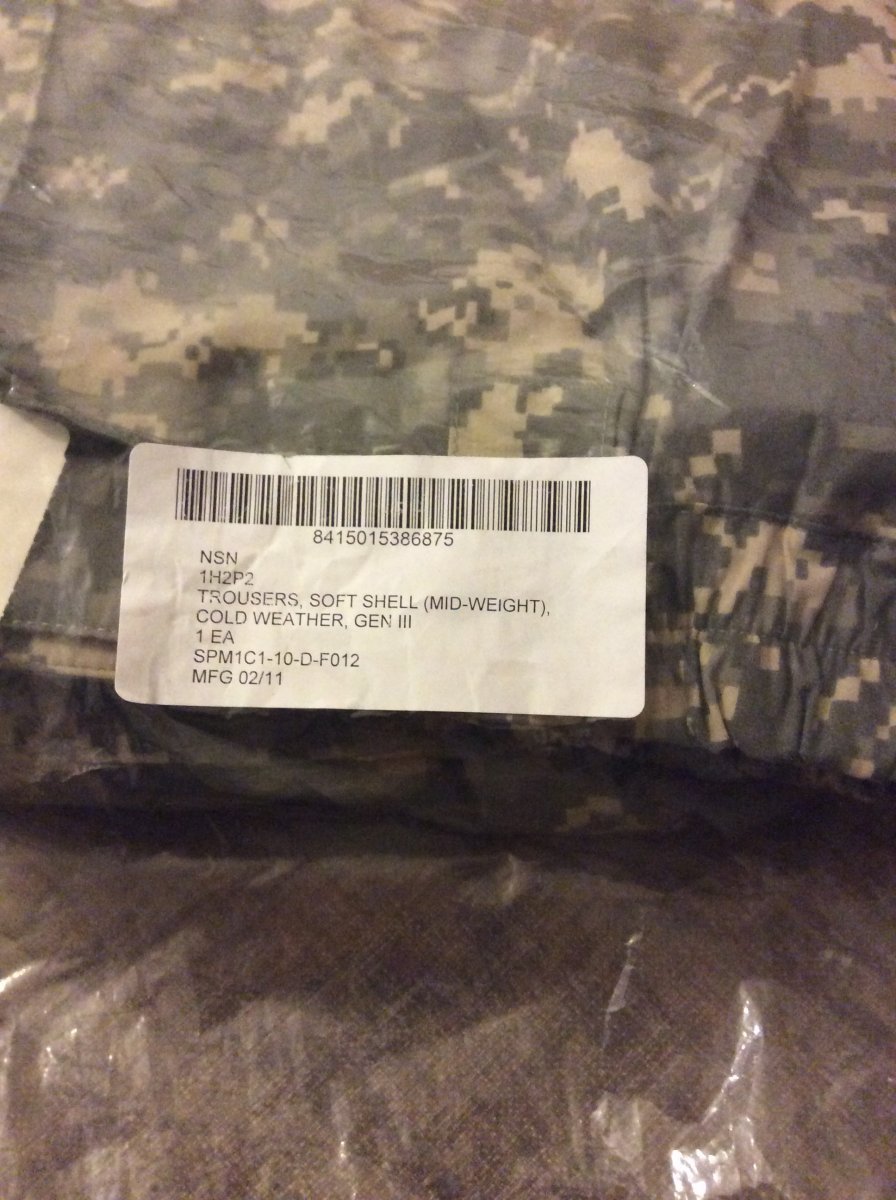 8415015386875
NSN
1H2P2
TROUSERS, SOFT SHELL (MID-WEIGHT),
COLD WEATHER, GEN III
1 EA
SPM1C1-10-D-F012
MFG 02/11